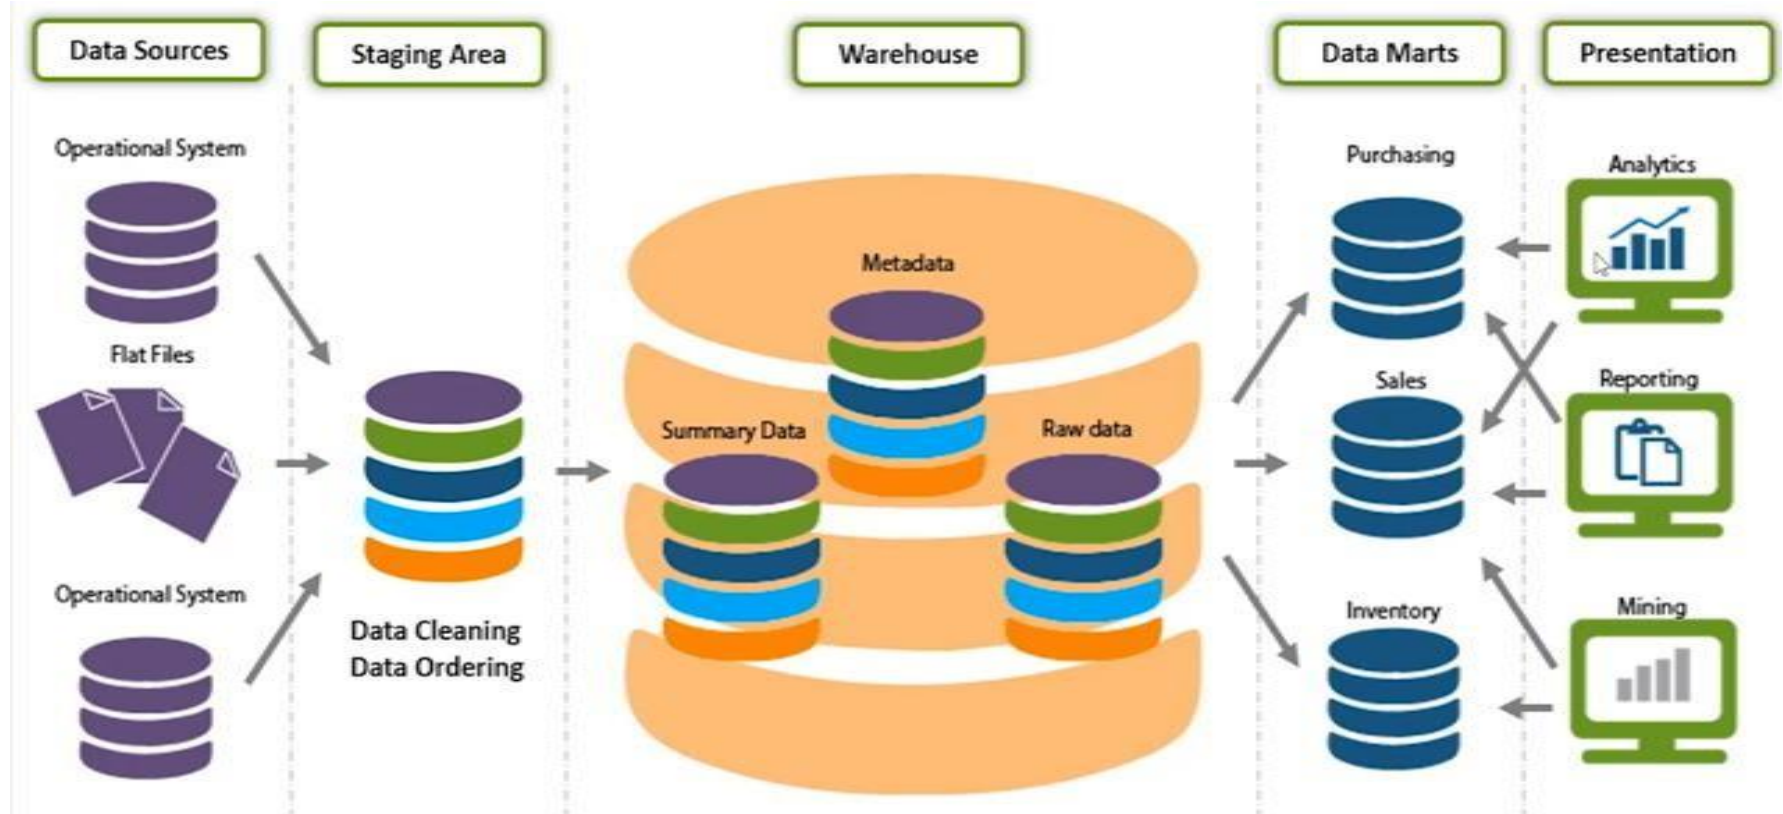 Data Sources
Staging Area
Warehouse
Data Marts
Presentation
Operational System
Flat Files
Operational System
Data Cleaning
Data Ordering
Metadata
Summary Data
Raw data
Purchasing
Sales
Inventory
Analytics
Reporting
Mining